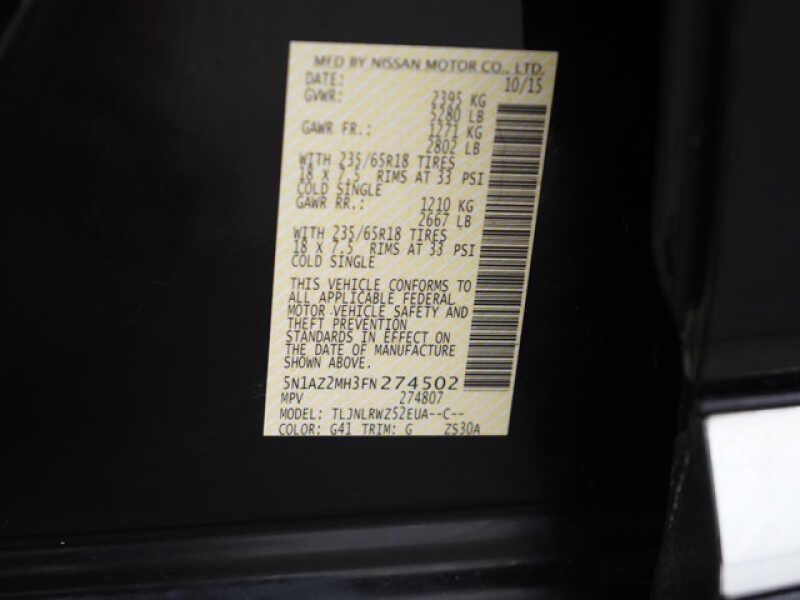 MFD BY NISSAN MOTOR CO., LTD.
DATE: 10/15
GVWR: 2395 KG
5280 LB
GAWR FR.: 1271 KG
2802 LB
WITH 235/65R18 TIRES
18 X 7.5 RIMS AT 33 PSI
COLD SINGLE
GAWR RR.: 1210 KG
2667 LB
WITH 235/65R18 TIRES
18 X 7.5 RIMS AT 33 PSI
COLD SINGLE
THIS VEHICLE CONFORMS TO
ALL APPLICABLE FEDERAL
MOTOR VEHICLE SAFETY AND
THEFT PREVENTION
STANDARDS IN EFFECT ON
THE DATE OF MANUFACTURE
SHOWN ABOVE.
5N1AZ2MH3FN274502
MPV 274807
MODEL: TLJNLRWZ52EUA--C--
COLOR: G41 TRIM: G ZS30A